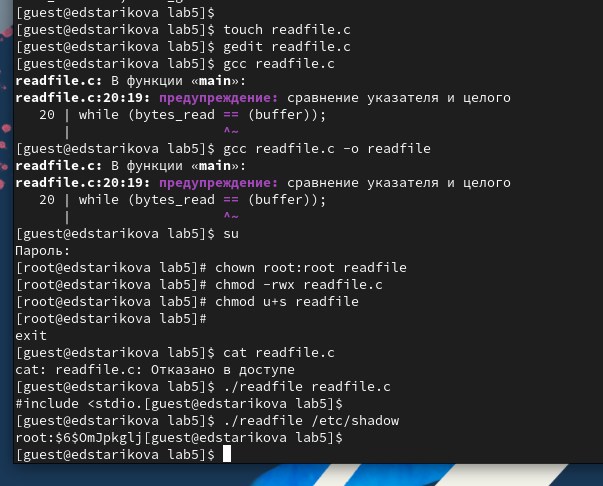 [guest@edstarikova lab5]$
[guest@edstarikova lab5]$ touch readfile.c
[guest@edstarikova lab5]$ gedit readfile.c
[guest@edstarikova lab5]$ gcc readfile.c
readfile.c: В функции «main»:
readfile.c:20:19: предупреждение: сравнение указателя и целого
   20 | while (bytes_read == (buffer));
      |                   ^~
[guest@edstarikova lab5]$ gcc readfile.c -o readfile
readfile.c: В функции «main»:
readfile.c:20:19: предупреждение: сравнение указателя и целого
   20 | while (bytes_read == (buffer));
      |                   ^~
[guest@edstarikova lab5]$ su
Пароль:
[root@edstarikova lab5]# chown root:root readfile
[root@edstarikova lab5]# chmod -rwx readfile.c
[root@edstarikova lab5]# chmod u+s readfile
[root@edstarikova lab5]#
exit
[guest@edstarikova lab5]$ cat readfile.c
cat: readfile.c: Отказано в доступе
[guest@edstarikova lab5]$ ./readfile readfile.c
#include <stdio.[guest@edstarikova lab5]$
[guest@edstarikova lab5]$ ./readfile /etc/shadow
root:$6$OmJpkglj[guest@edstarikova lab5]$
[guest@edstarikova lab5]$